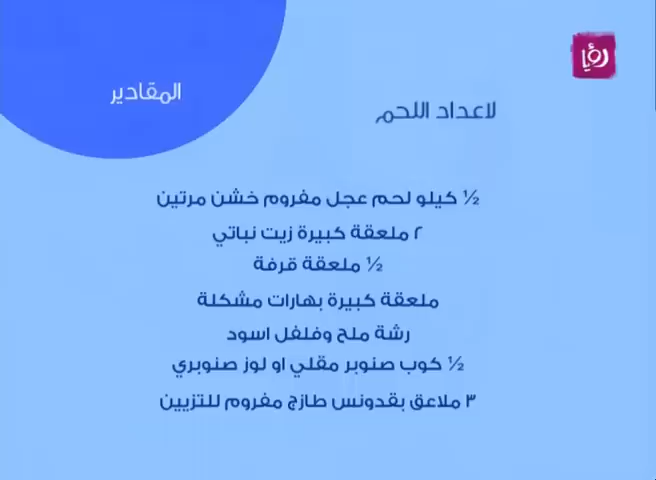 رؤيا
المقادير
لاعداد اللحم
½ كيلو لحم عجل مفروم خشن مرتين
٢ ملعقة كبيرة زيت نباتي
½ ملعقة قرفة
ملعقة كبيرة بهارات مشكلة
رشة ملح وفلفل اسود
½ كوب صنوبر مقلي او لوز صنوبري
٣ ملاعق بقدونس طازج مفروم للتزيين